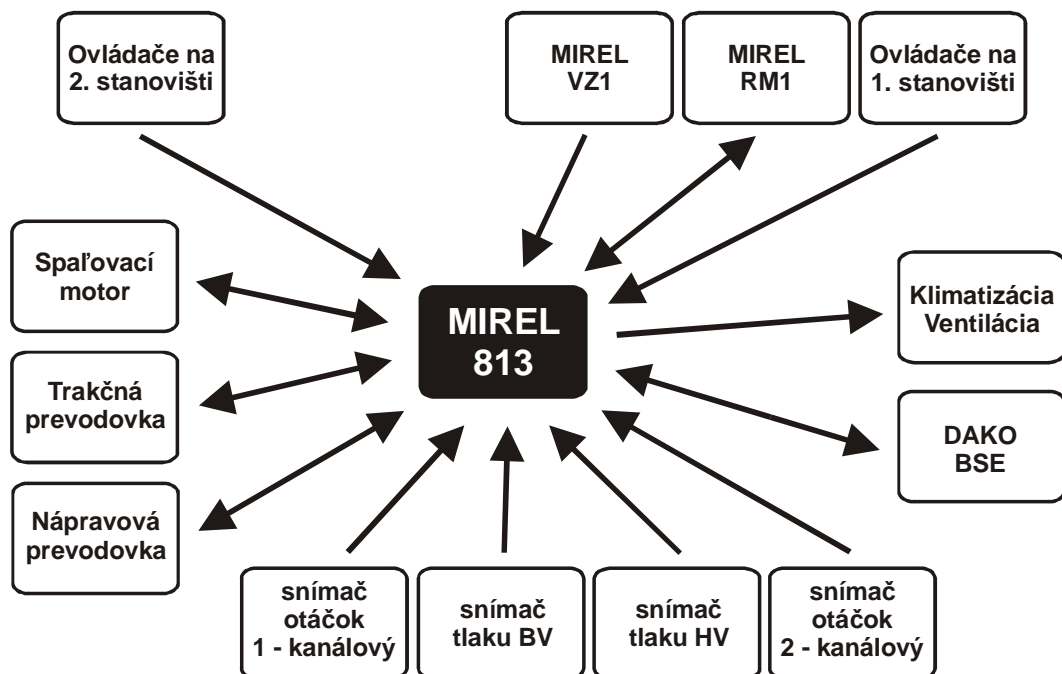 Ovládače na
2. stanovišti
MIREL
VZ1
MIREL
RM1
Ovládače na
1. stanovišti
Spaľovací
motor
Klimatizácia
Ventilácia
MIREL
813
Trakčná
prevodovka
DAKO
BSE
Nápravová
prevodovka
snímač
otáčok
1 - kanálový
snímač
tlaku BV
snímač
tlaku HV
snímač
otáčok
2 - kanálový